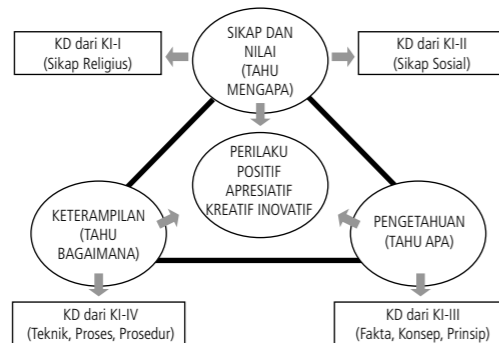 KD dari KI-I
(Sikap Religius)
SIKAP DAN
NILAI
(TAHU
MENGAPA)
KD dari KI-II
(Sikap Sosial)
PERILAKU
POSITIF
APRESIATIF
KREATIF INOVATIF
KETERAMPILAN
(TAHU
BAGAIMANA)
PENGETAHUAN
(TAHU APA)
KD dari KI-IV
(Teknik, Proses, Prosedur)
KD dari KI-III
(Fakta, Konsep, Prinsip)